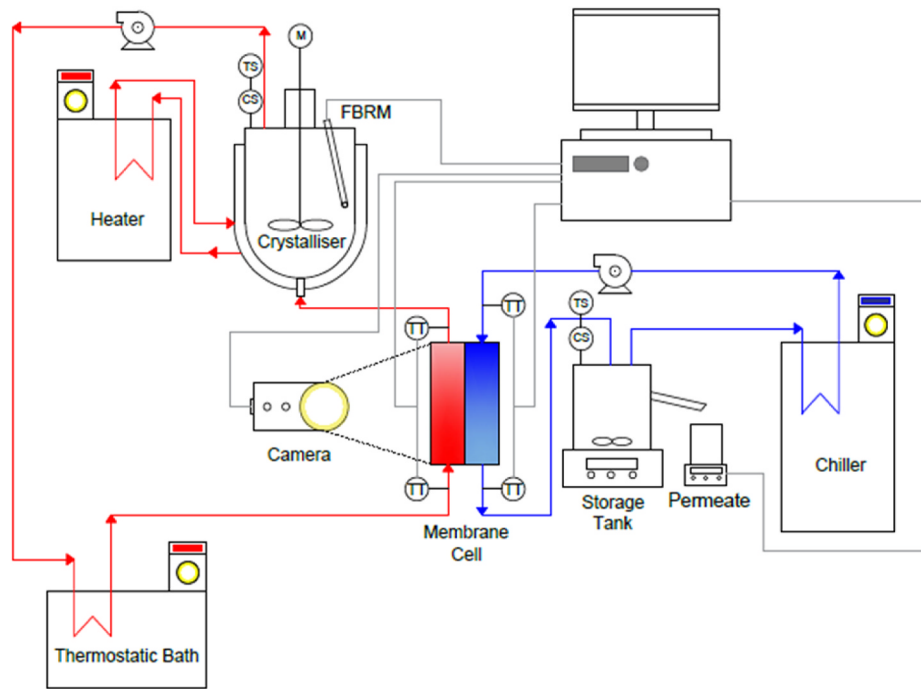 M
TS
CS
FBRM
Heater
Crystalliser
TT
TS
CS
Camera
TT
TT
TT
Membrane
Cell
Storage
Tank
Permeate
Chiller
Thermostatic Bath